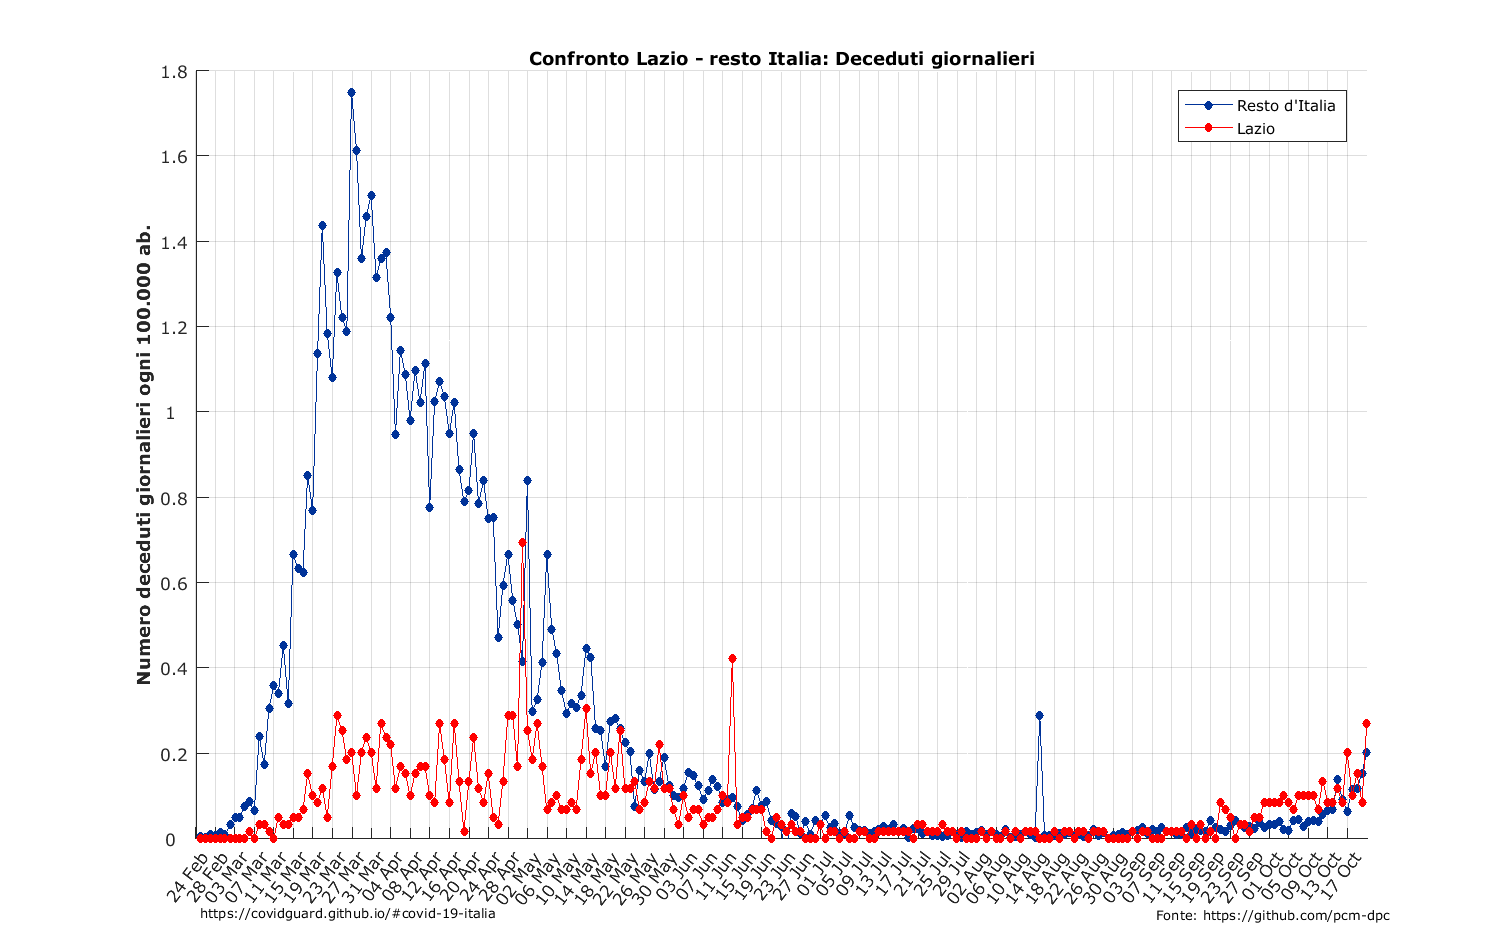 Confronto Lazio - resto Italia: Deceduti giornalieri
Numero deceduti giornalieri ogni 100.000 ab.
1.8
1.6
1.4
1.2
1
0.8
0.6
0.4
0.2
0
Resto d'Italia
Lazio
24 Feb
28 Feb
03 Mar
07 Mar
11 Mar
15 Mar
19 Mar
23 Mar
27 Mar
31 Mar
04 Apr
08 Apr
12 Apr
16 Apr
20 Apr
24 Apr
28 Apr
02 May
06 May
10 May
14 May
18 May
22 May
26 May
30 May
03 Jun
07 Jun
11 Jun
15 Jun
19 Jun
23 Jun
27 Jun
01 Jul
05 Jul
09 Jul
13 Jul
17 Jul
21 Jul
25 Jul
29 Jul
02 Aug
06 Aug
10 Aug
14 Aug
18 Aug
22 Aug
26 Aug
30 Aug
03 Sep
07 Sep
11 Sep
15 Sep
19 Sep
23 Sep
27 Sep
01 Oct
05 Oct
09 Oct
13 Oct
17 Oct
https://covidguard.github.io/#covid-19-italia
Fonte: https://github.com/pcm-dpc